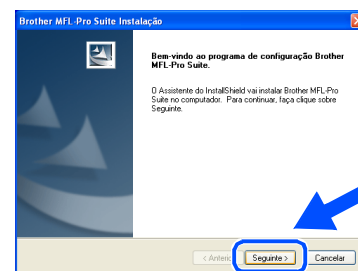 Brother MFL-Pro Suite Instalação
Bem-vindo ao programa de configuração Brother
MFL-Pro Suite.
O Assistente do InstallShield vai instalar Brother MFL-Pro
Suite no computador. Para continuar, faça clique sobre
Seguinte.
Seguinte > Cancelar